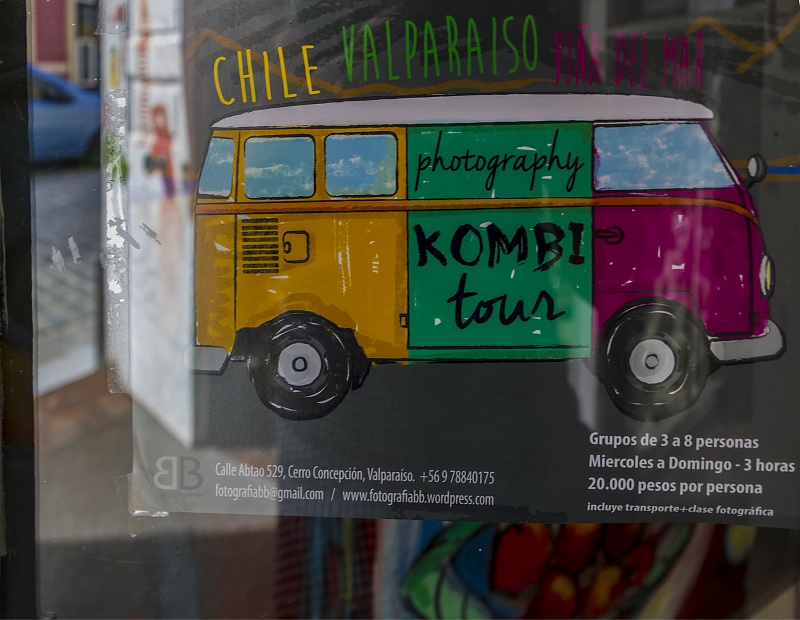 CHILE VALPARAISO VIÑA DEL MAR
photography
KOMBI
tour
Grupos de 3 a 8 personas
Miercoles a Domingo - 3 horas
20.000 pesos por persona
incluye transporte+clase fotográfica
BB
Calle Abtao 529, Cerro Concepción, Valparaíso. +56 9 78840175
fotografiabb@gmail.com / www.fotografiabb.wordpress.com